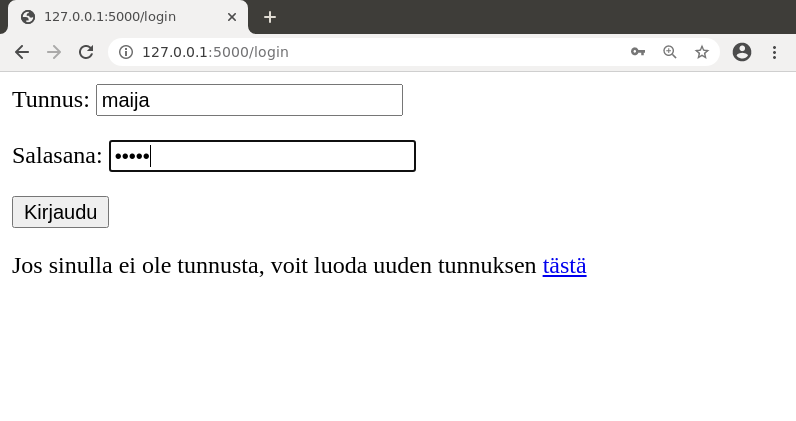 127.0.0.1:5000/login
127.0.0.1:5000/login
Tunnus: maija
Salasana: •••••
Kirjaudu
Jos sinulla ei ole tunnusta, voit luoda uuden tunnuksen tästä